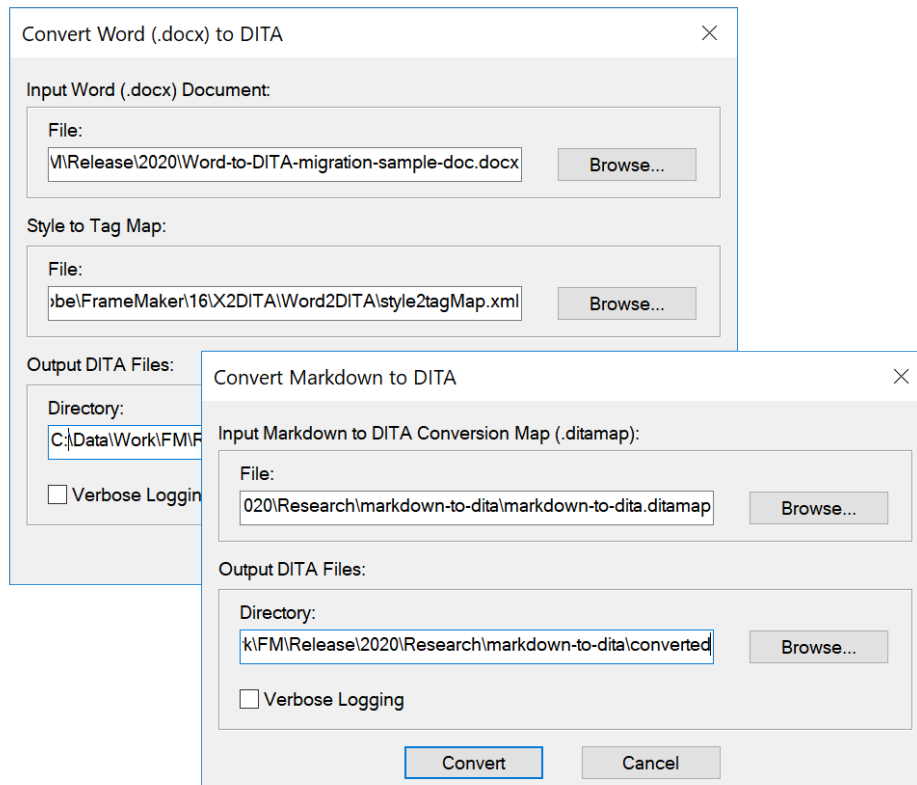 Convert Word (.docx) to DITA
Input Word (.docx) Document:
File:
\Release\2020\Word-to-DITA-migration-sample-doc.docx
Browse...
Style to Tag Map:
File:
be\FrameMaker\16\X2DITA\Word2DITA\style2tagMap.xml
Browse...
Output DITA Files:
Directory:
C:\Data\Work\FM\R
Verbose Loggin
Convert Markdown to DITA
Input Markdown to DITA Conversion Map (.ditamap):
File:
020\Research\markdown-to-dita\markdown-to-dita.ditamap
Browse...
Output DITA Files:
Directory:
k\FM\Release\2020\Research\markdown-to-dita\converted
Browse...
Verbose Logging
Convert
Cancel